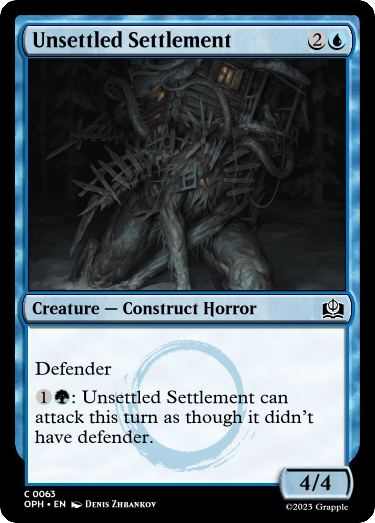 Unsettled Settlement 2
Creature — Construct Horror
Defender
1: Unsettled Settlement can
attack this turn as though it didn't
have defender.
4/4
C 0063
OPH • EN Denis Zhbankov
©2023 Grapple